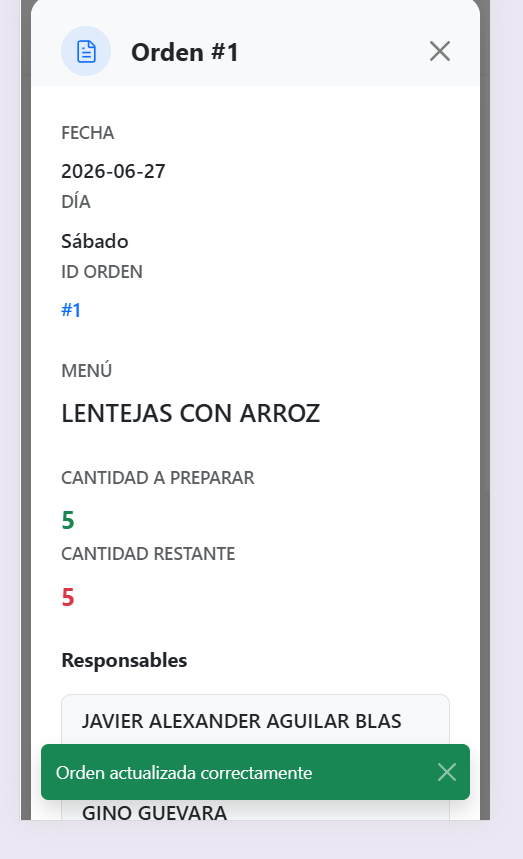 Orden #1
FECHA
2026-06-27
DÍA
Sábado
ID ORDEN
#1
MENÚ
LENTEJAS CON ARROZ
CANTIDAD A PREPARAR
5
CANTIDAD RESTANTE
5
Responsables
JAVIER ALEXANDER AGUILAR BLAS
Orden actualizada correctamente
GINO GUEVARA